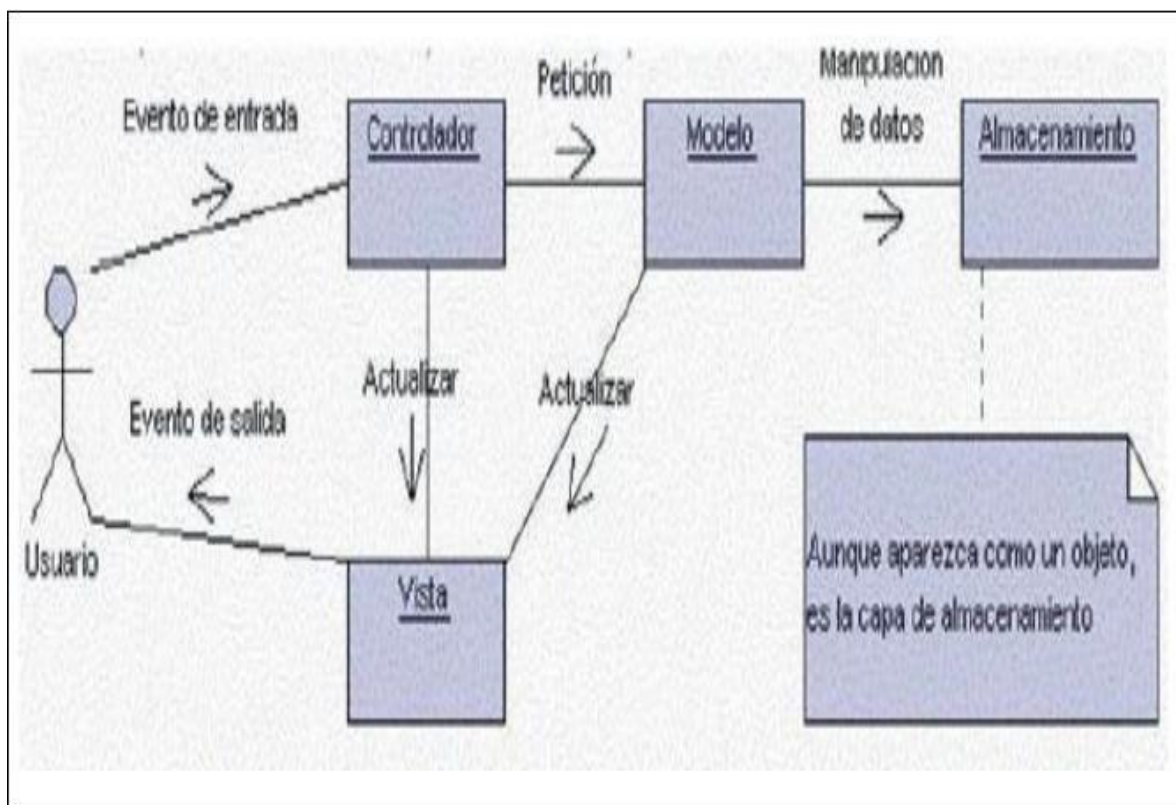 Evento de entrada
Controlador
Petición
Modelo
Manipulacion
de datos
Almacenamiento
Actualizar
Actualizar
Evento de salida
Usuario
Vista
Aunque aparezca como un objeto,
es la capa de almacenamiento